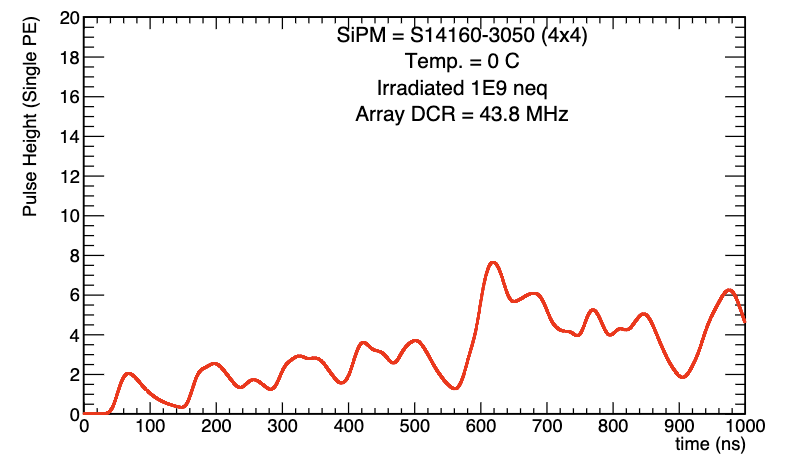 Pulse Height (Single PE)
20
18
16
14
12
10
8
6
4
2
0
SiPM = S14160-3050 (4x4)
Temp. = 0 C
Irradiated 1E9 neq
Array DCR = 43.8 MHz
0 100 200 300 400 500 600 700 800 900 1000
time (ns)